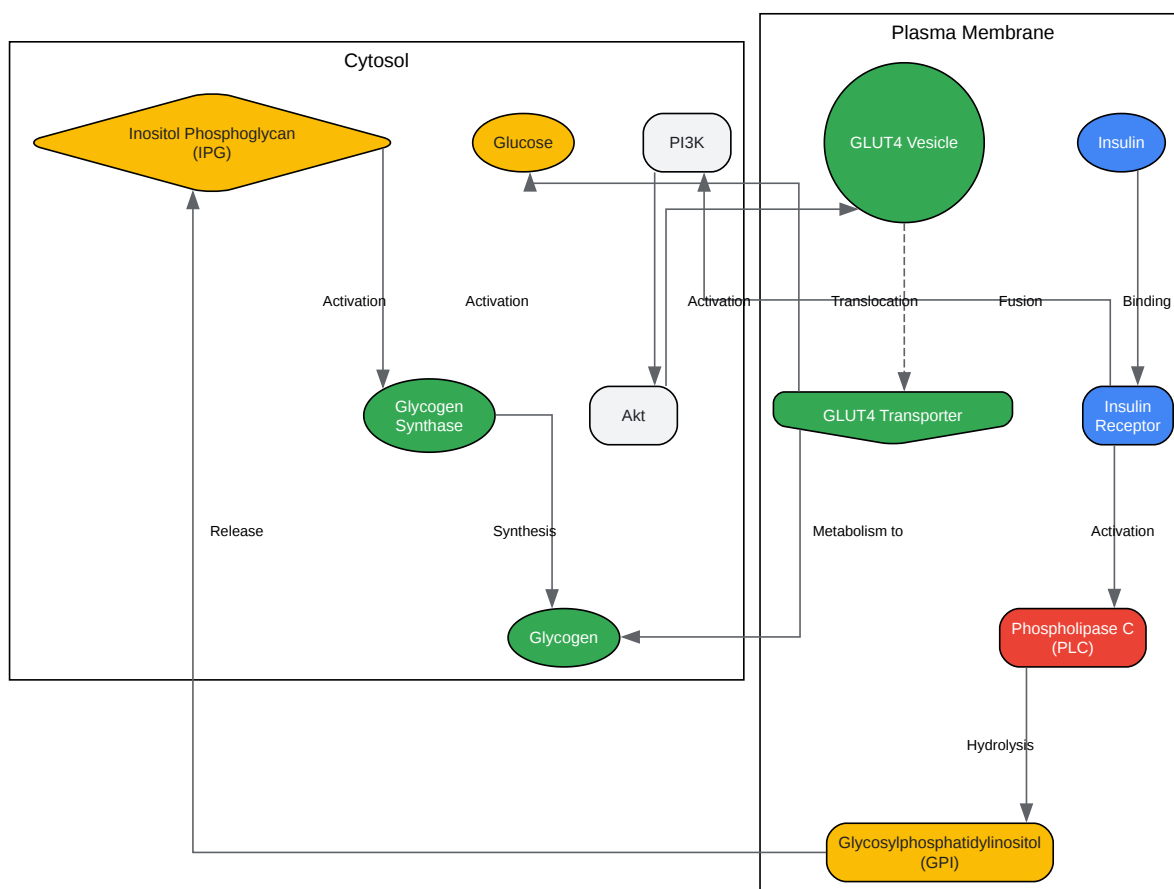 Plasma Membrane
Cytosol
Inositol Phosphoglycan
(IPG)
Glucose
PI3K
GLUT4 Vesicle
Insulin
Activation
Activation
Activation
Translocation
Fusion
Binding
Glycogen
Synthase
Akt
GLUT4 Transporter
Insulin
Receptor
Release
Synthesis
Metabolism to
Activation
Glycogen
Phospholipase C
(PLC)
Hydrolysis
Glycosylphosphatidylinositol
(GPI)